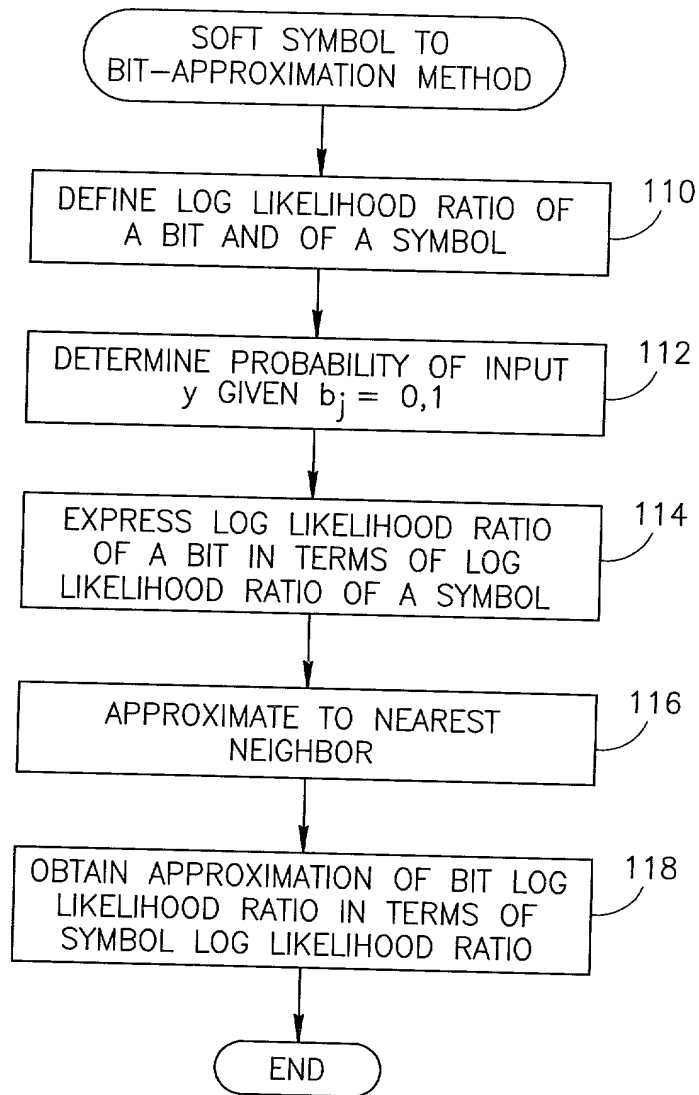 SOFT SYMBOL TO
BIT-APPROXIMATION METHOD
DEFINE LOG LIKELIHOOD RATIO OF
A BIT AND OF A SYMBOL
110
DETERMINE PROBABILITY OF INPUT
y GIVEN bj = 0,1
112
EXPRESS LOG LIKELIHOOD RATIO
OF A BIT IN TERMS OF LOG
LIKELIHOOD RATIO OF A SYMBOL
114
APPROXIMATE TO NEAREST
NEIGHBOR
116
OBTAIN APPROXIMATION OF BIT LOG
LIKELIHOOD RATIO IN TERMS OF
SYMBOL LOG LIKELIHOOD RATIO
118
END